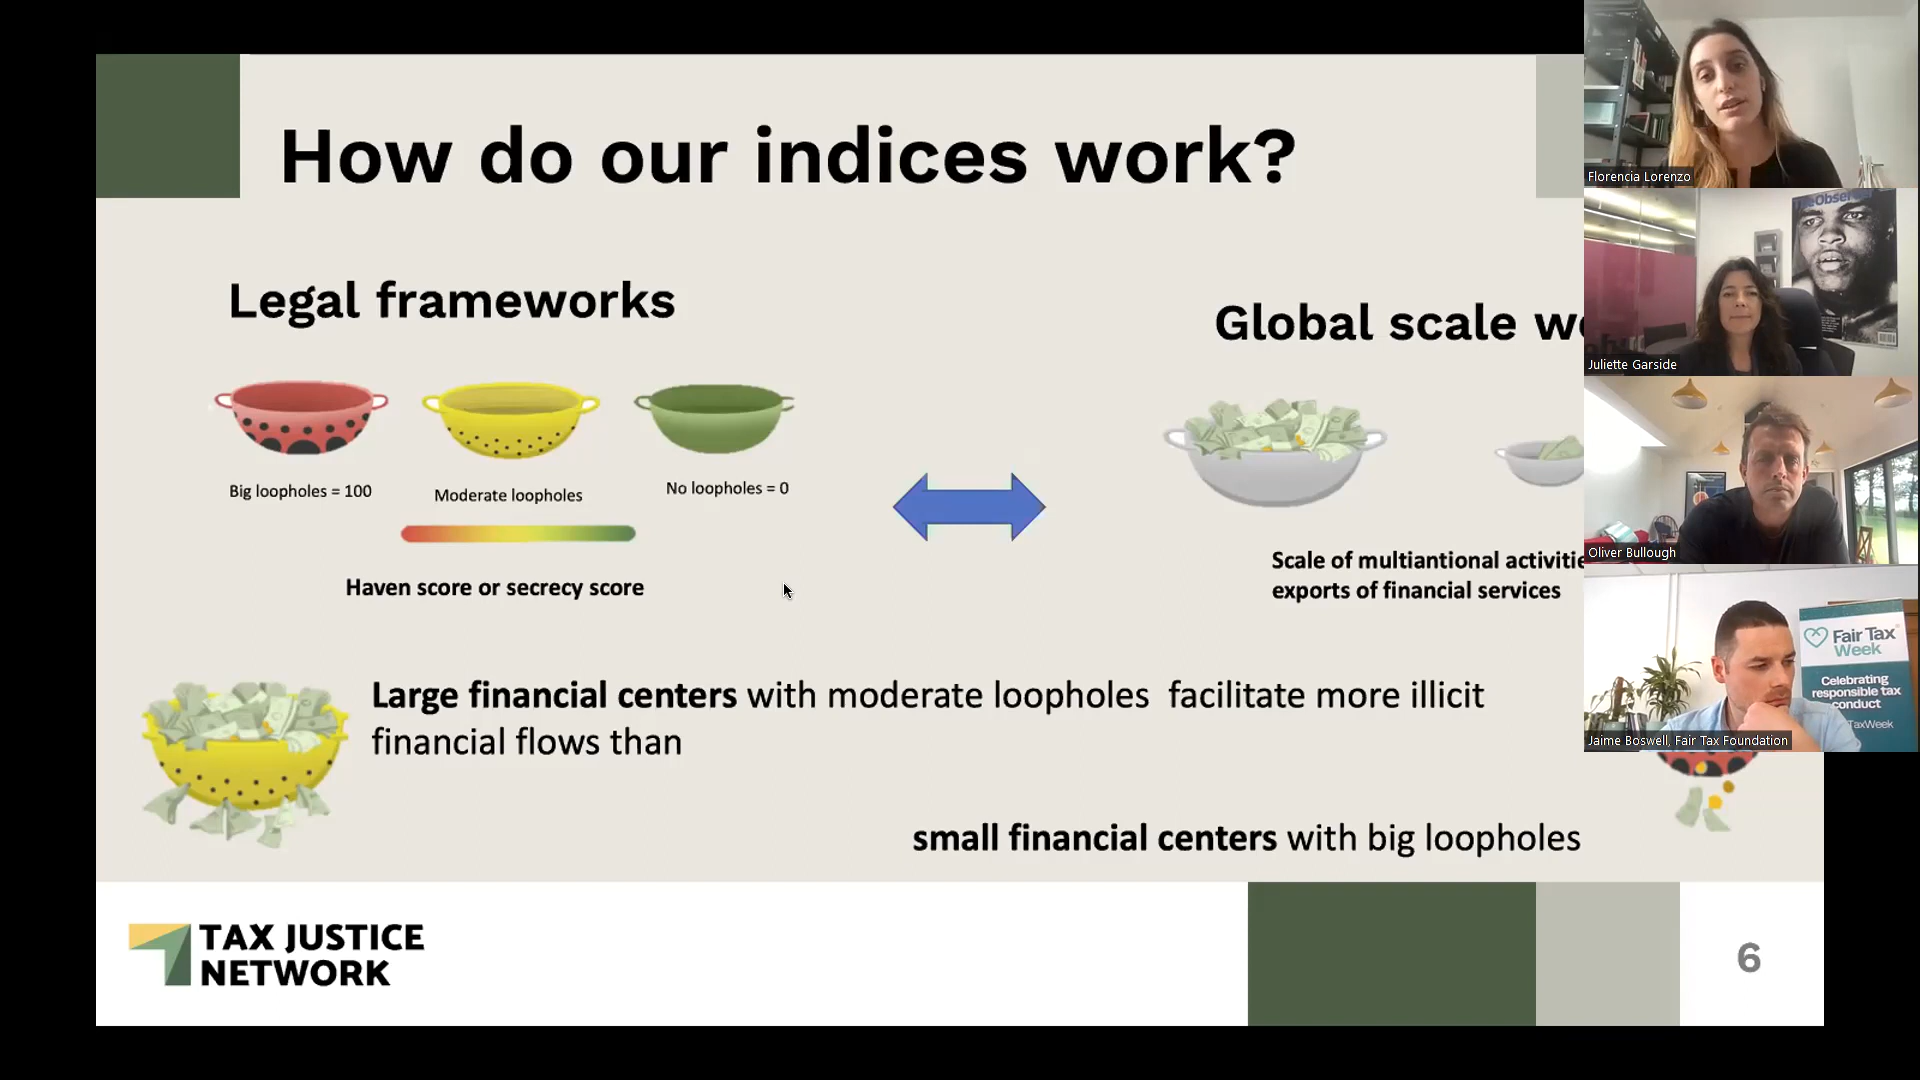 How do our indices work?
Legal frameworks
Global scale we
Big loopholes = 100
Moderate loopholes
No loopholes = 0
Haven score or secrecy score
Scale of multiantional activitie
exports of financial services
Large financial centers with moderate loopholes facilitate more illicit
financial flows than
small financial centers with big loopholes
TAX JUSTICE
NETWORK
6
Florencia Lorenzo
Juliette Garside
Oliver Bullough
Fair Tax
Week
Celebrating
responsible tax
conduct
TaxWeek
Jaime Boswell, Fair Tax Foundation